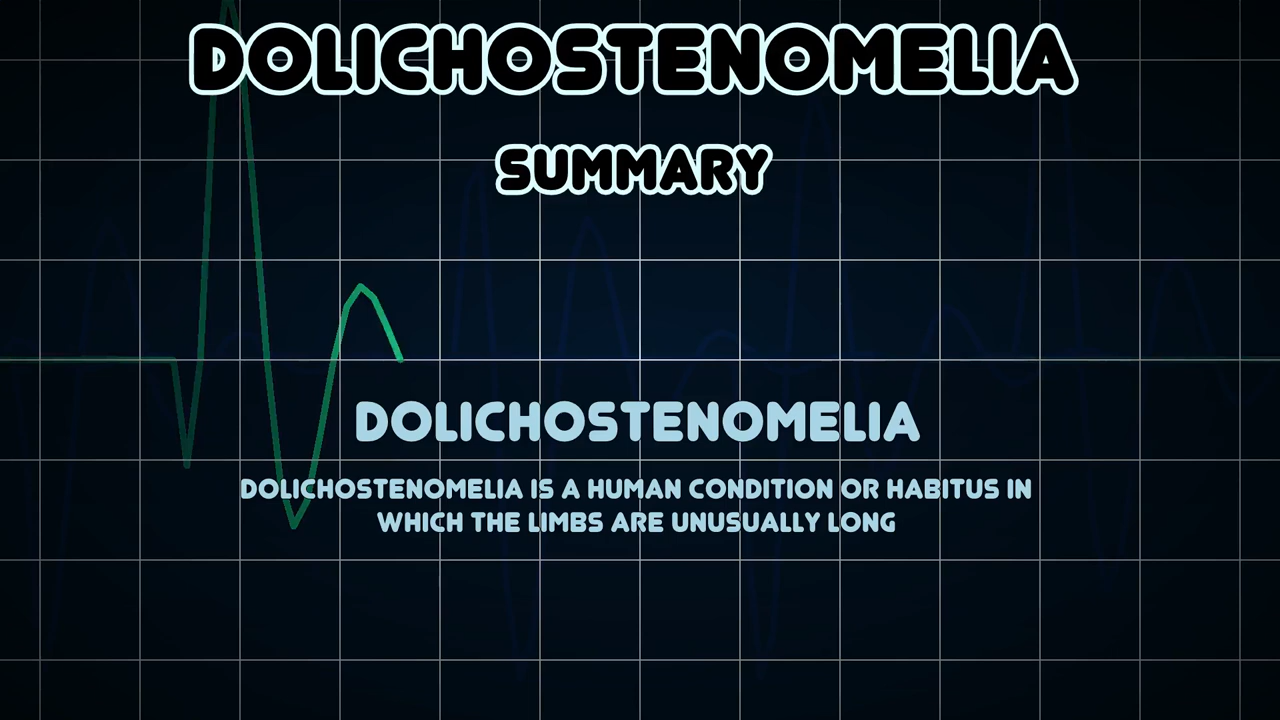 DOLICHOSTENOMELIA
SUMMARY
DOLICHOSTENOMELIA
DOLICHOSTENOMELIA IS A HUMAN CONDITION OR HABITUS IN
WHICH THE LIMBS ARE UNUSUALLY LONG